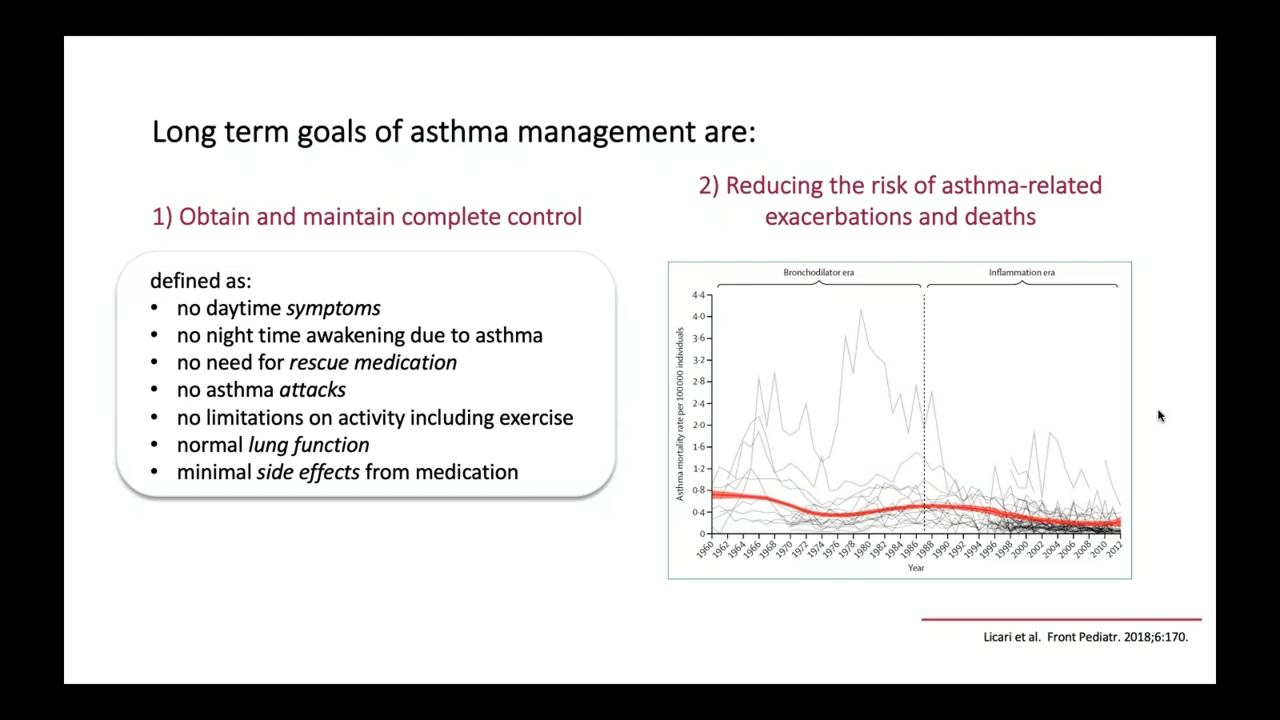 Long term goals of asthma management are:
1) Obtain and maintain complete control
defined as:
• no daytime symptoms
• no night time awakening due to asthma
• no need for rescue medication
• no asthma attacks
• no limitations on activity including exercise
• normal lung function
• minimal side effects from medication
2) Reducing the risk of asthma-related
exacerbations and deaths
Bronchodilator era
Inflammation era
Asthma mortality rate per 100 000 individuals
4·4
4·0
3·6
3·2
2·8
2·4
2·0
1·6
1·2
0·8
0·4
0
1960
1962
1964
1966
1968
1970
1972
1974
1976
1978
1980
1982
1984
1986
1988
1990
1992
1994
1996
1998
2000
2002
2004
2006
2008
2010
2012
Year
Licari et al. Front Pediatr. 2018;6:170.